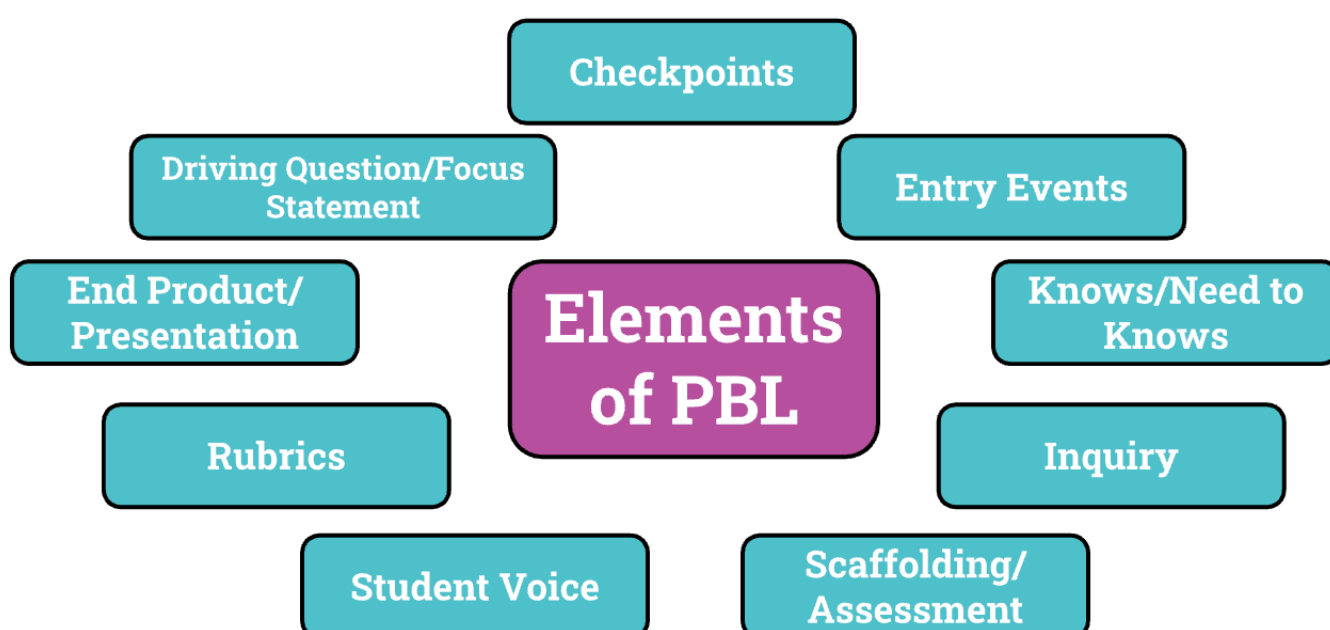 Checkpoints
Driving Question/Focus
Statement
Entry Events
End Product/
Presentation
Elements
of PBL
Knows/Need to
Knows
Rubrics
Inquiry
Student Voice
Scaffolding/
Assessment